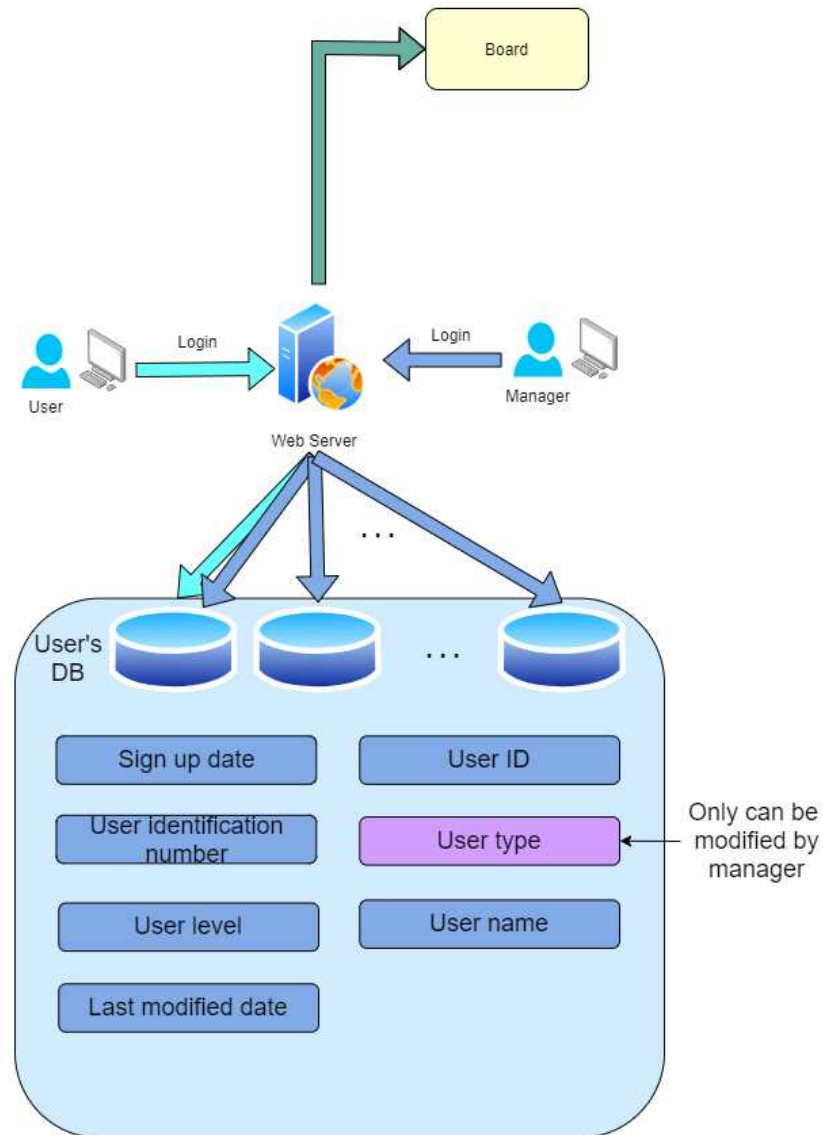 Board
Login
Login
User
Manager
Web Server
...
User's
DB
...
Sign up date
User ID
User identification
number
User type
Only can be
modified by
manager
User level
User name
Last modified date